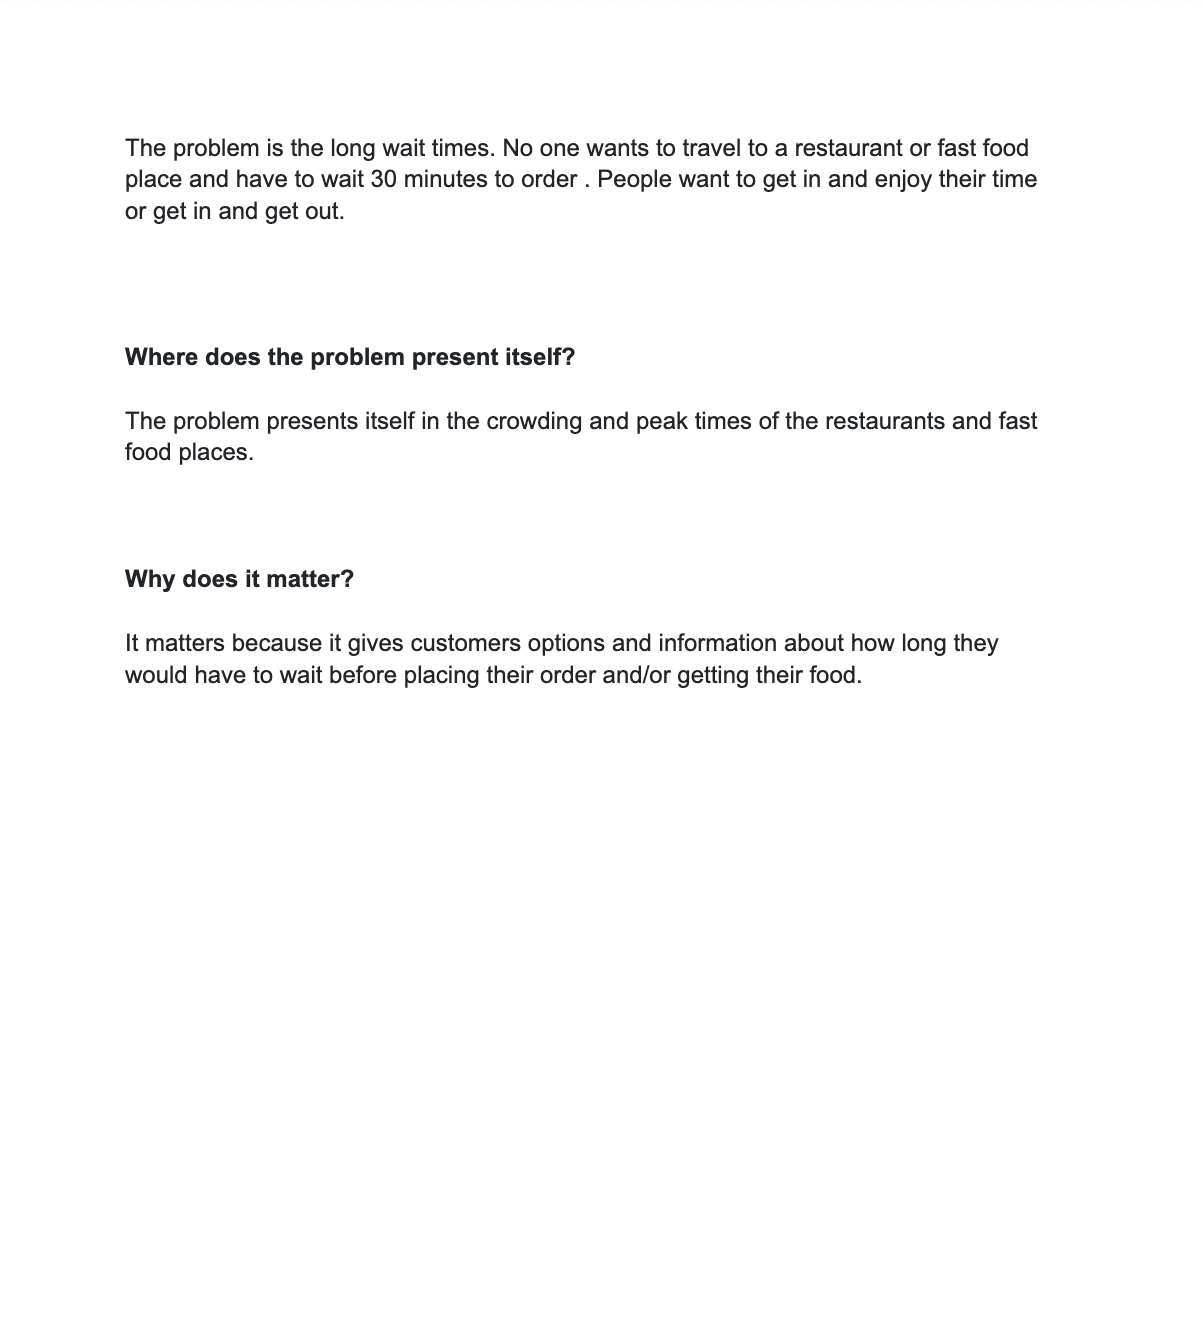 The problem is the long wait times. No one wants to travel to a restaurant or fast food
place and have to wait 30 minutes to order . People want to get in and enjoy their time
or get in and get out.
Where does the problem present itself?
The problem presents itself in the crowding and peak times of the restaurants and fast
food places.
Why does it matter?
It matters because it gives customers options and information about how long they
would have to wait before placing their order and/or getting their food.